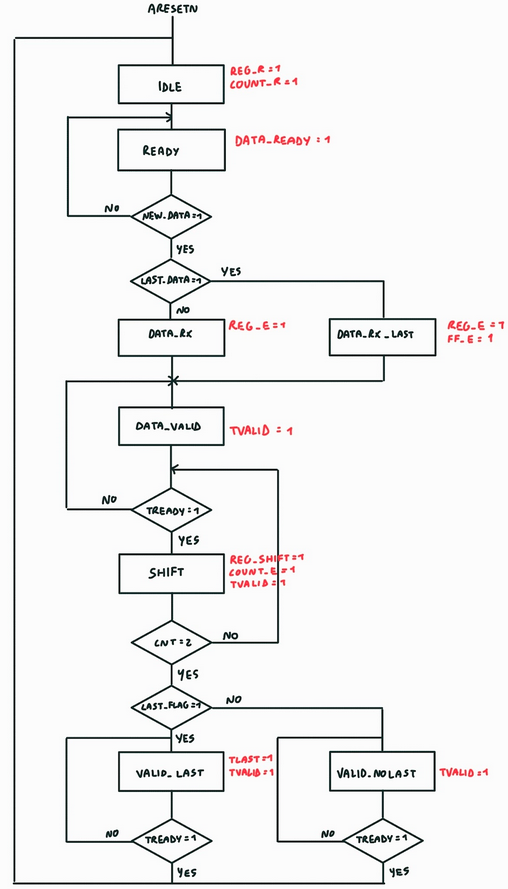 ARESETN
IDLE
REG_R=1
COUNT_R=1
READY
DATA_READY=1
NO
NEW_DATA=1
YES
LAST_DATA=1
YES
NO
DATA_RX
REG_E=1
DATA_RX_LAST
REG_E=1
FF_E=1
DATA_VALID
TVALID=1
NO
TREADY=1
YES
SHIFT
REG_SHIFT=1
COUNT_E=1
TVALID=1
CNT=2
NO
YES
LAST_FLAG=1
NO
YES
VALID_LAST
TLAST=1
TVALID=1
VALID_NOLAST
TVALID=1
NO
TREADY=1
NO
TREADY=1
YES
YES